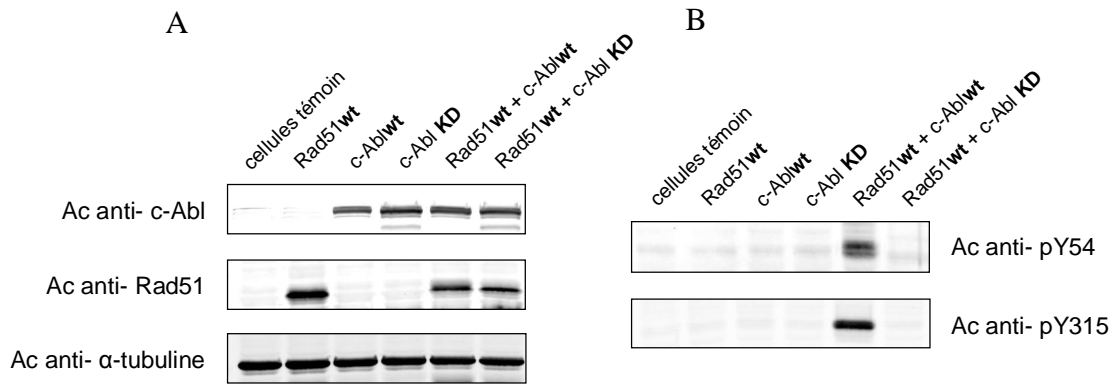 A
cellules témoin
Rad51wt
c-Ablwt
c-Abl KD
Rad51wt + c-Ablwt
Rad51wt + c-Abl KD
Ac anti- c-Abl
Ac anti- Rad51
Ac anti- α-tubuline
B
cellules témoin
Rad51wt
c-Ablwt
c-Abl KD
Rad51wt + c-Ablwt
Rad51wt + c-Abl KD
Ac anti- pY54
Ac anti- pY315